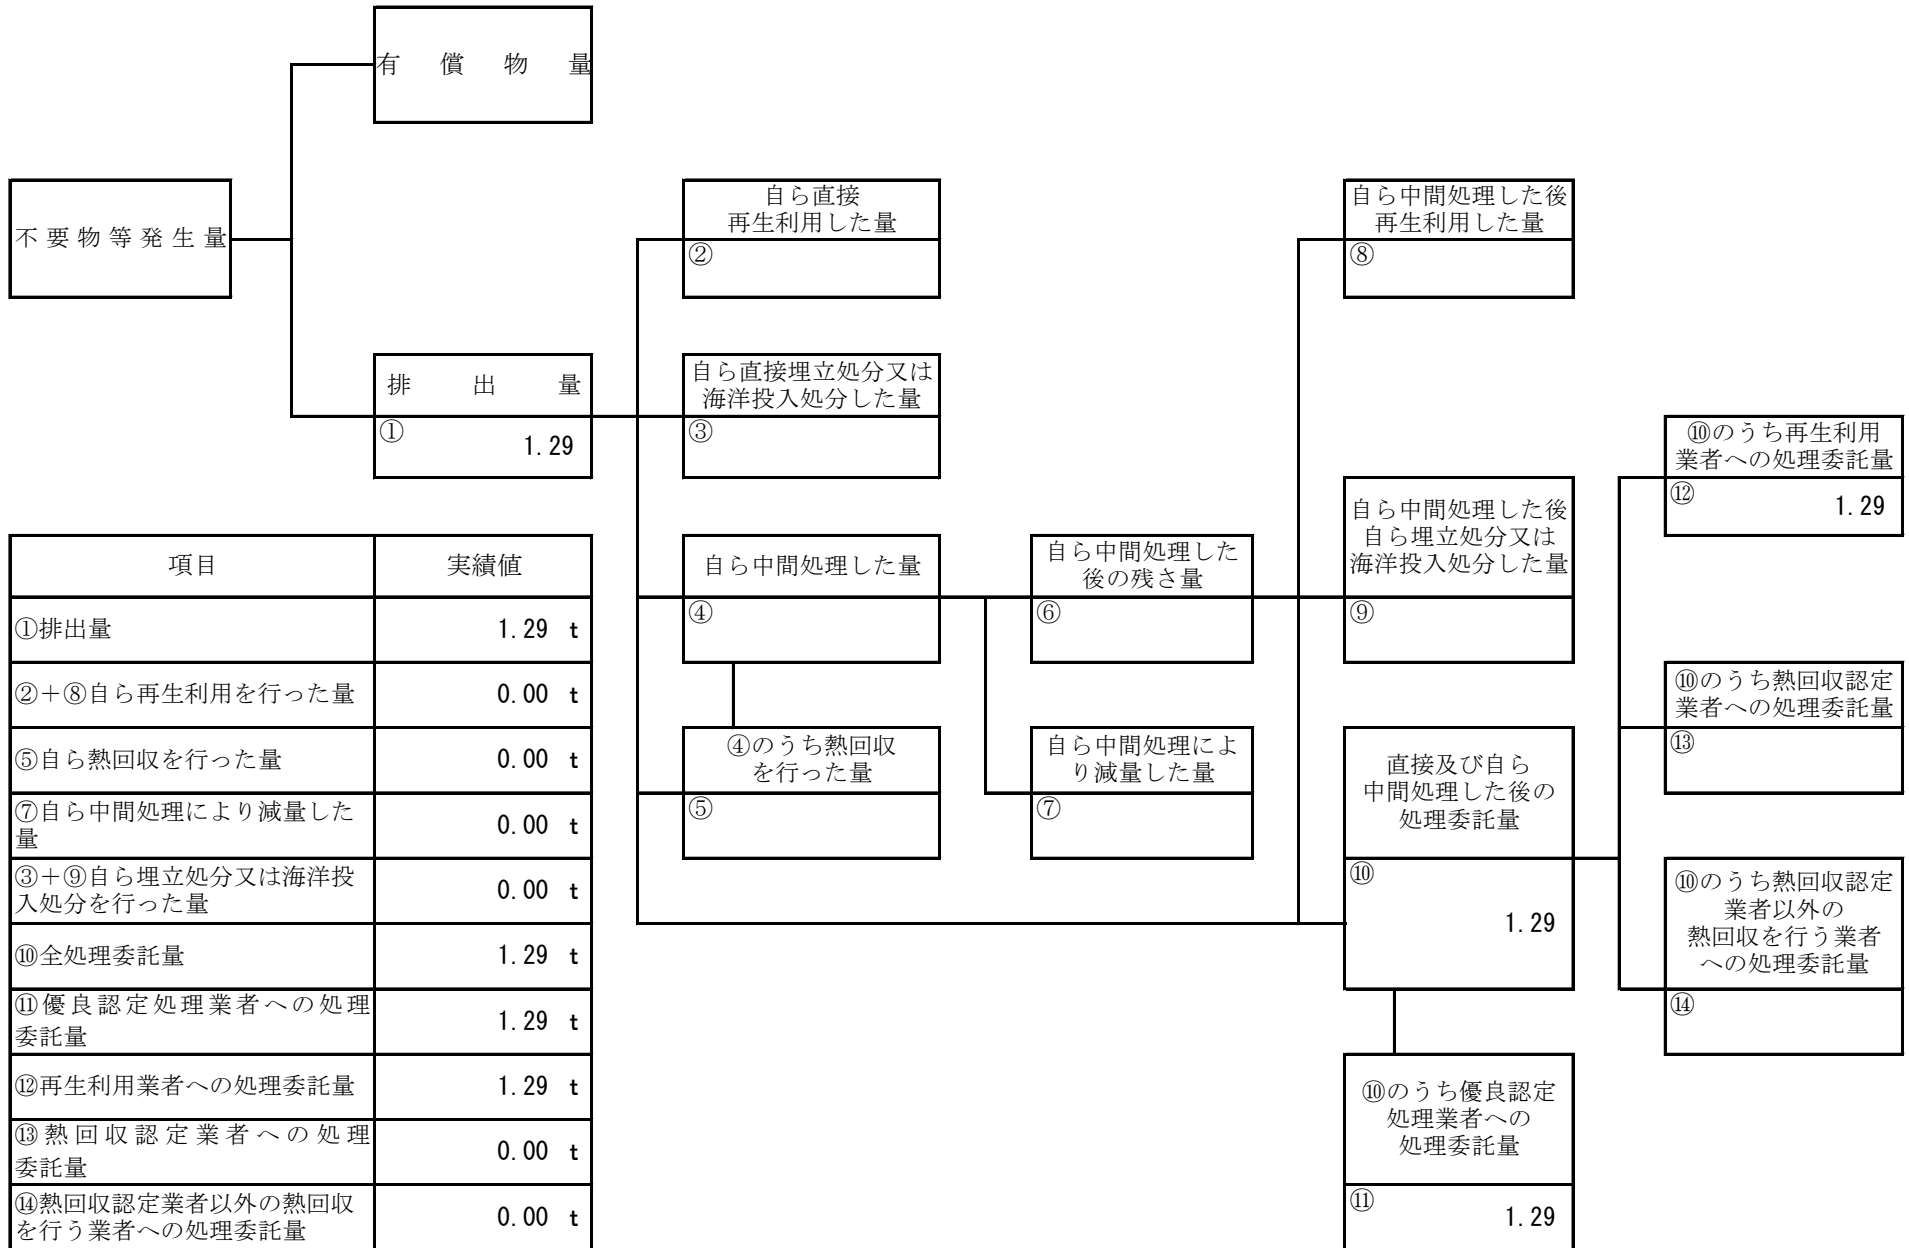 有償物量
不要物等発生量
排出量
①
1.29
自ら直接
再生利用した量
②
自ら直接埋立処分又は
海洋投入処分した量
③
自ら中間処理した量
④
④のうち熱回収
を行った量
⑤
自ら中間処理した
後の残さ量
⑥
自ら中間処理によ
り減量した量
⑦
自ら中間処理した後
再生利用した量
⑧
自ら中間処理した後
自ら埋立処分又は
海洋投入処分した量
⑨
直接及び自ら
中間処理した後の
処理委託量
⑩
1.29
⑩のうち優良認定
処理業者への
処理委託量
⑪
1.29
⑩のうち再生利用
業者への処理委託量
⑫
1.29
⑩のうち熱回収認定
業者への処理委託量
⑬
⑩のうち熱回収認定
業者以外の
熱回収を行う業者
への処理委託量
⑭
項目 実績値
①排出量 1.29 t
②＋⑧自ら再生利用を行った量 0.00 t
⑤自ら熱回収を行った量 0.00 t
⑦自ら中間処理により減量した
量 0.00 t
③＋⑨自ら埋立処分又は海洋投
入処分を行った量 0.00 t
⑩全処理委託量 1.29 t
⑪優良認定処理業者への処理
委託量 1.29 t
⑫再生利用業者への処理委託量 1.29 t
⑬熱回収認定業者への処理
委託量 0.00 t
⑭熱回収認定業者以外の熱回収
を行う業者への処理委託量 0.00 t